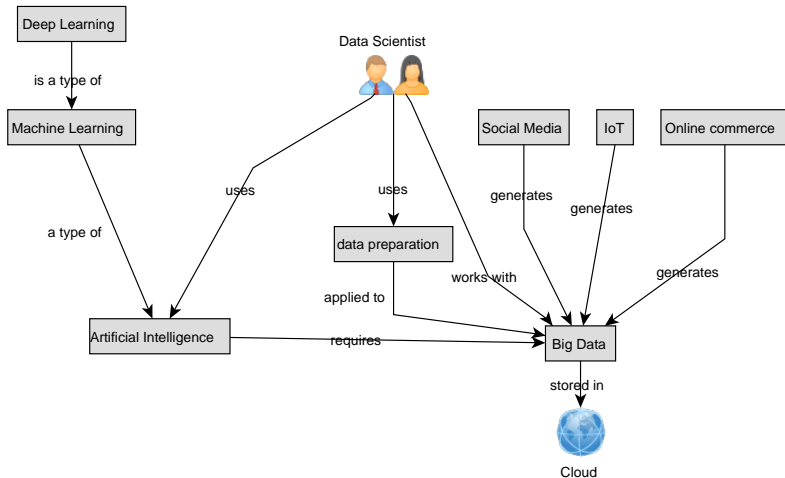 Deep Learning
Data Scientist
is a type of
Machine Learning
Social Media
IoT
Online commerce
uses
uses
generates
generates
a type of
data preparation
works with
generates
applied to
Artificial Intelligence
requires
Big Data
stored in
Cloud